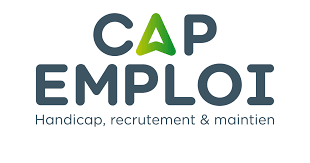 CAP
EMPLOI
Handicap, recrutement & maintien